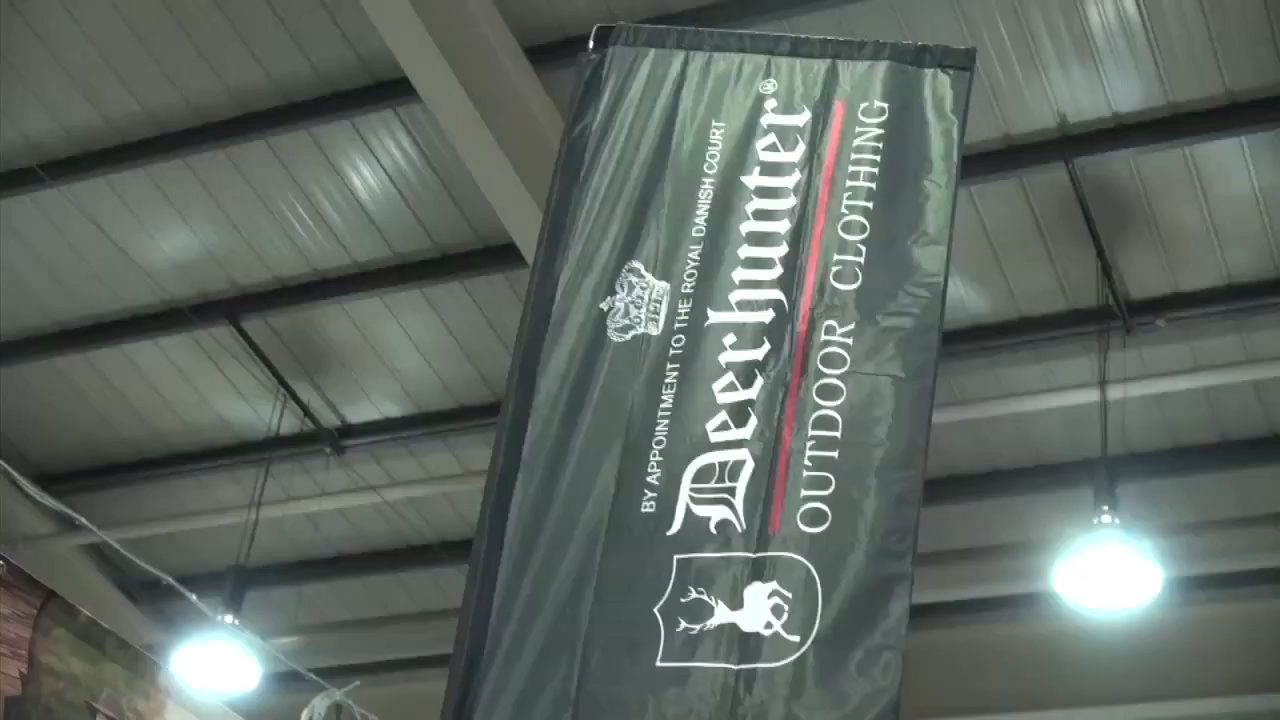 BY APPOINTMENT TO THE ROYAL DANISH COURT
Deerhunter®
OUTDOOR CLOTHING